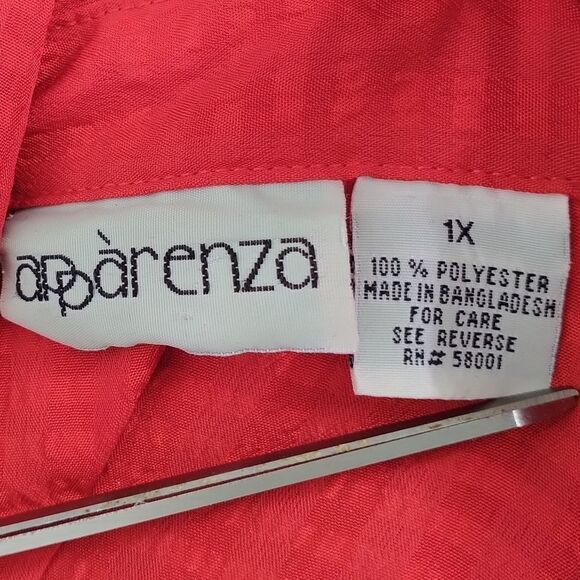 appàrenza
1X
100 % POLYESTER
MADE IN BANGLADESH
FOR CARE
SEE REVERSE
RN# 58001